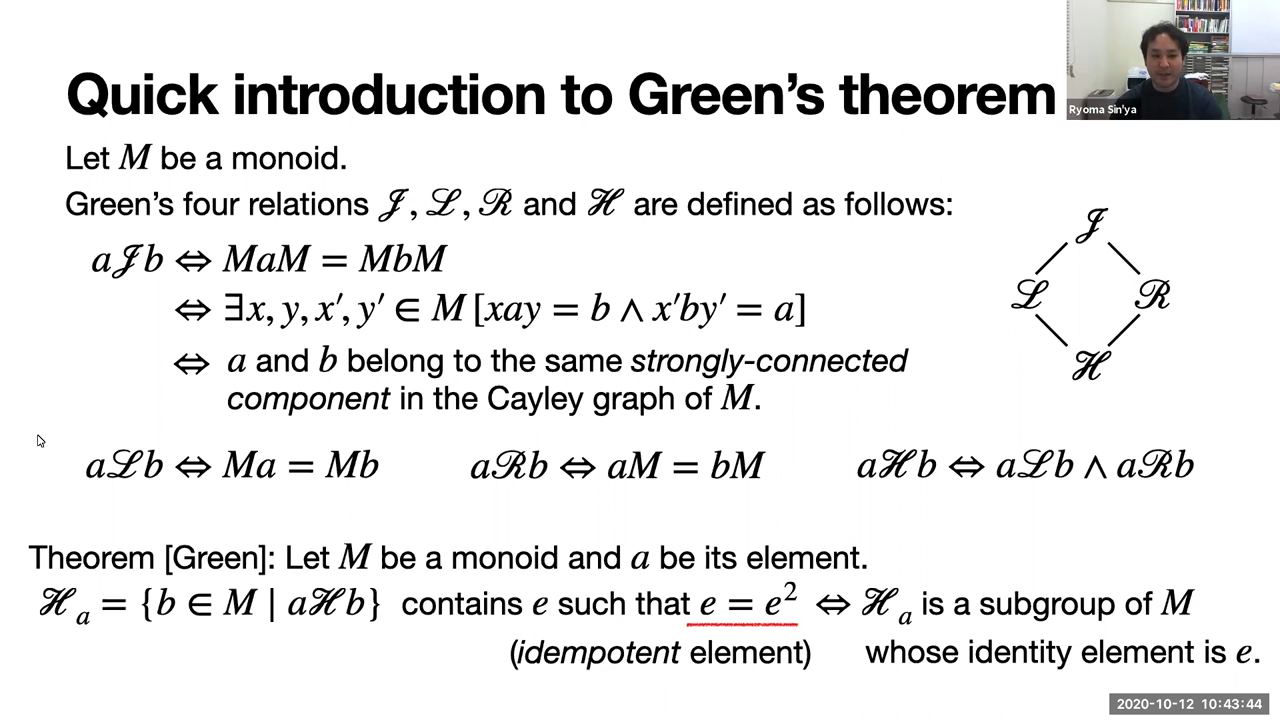 Quick introduction to Green's theorem
Ryoma Sin'ya
Let M be a monoid.
Green's four relations 𝒥, ℒ, ℛ and ℋ are defined as follows:
a𝒥b ⇔ MaM = MbM
⇔ ∃x, y, x′, y′ ∈ M [xay = b ∧ x′by′ = a]
⇔ a and b belong to the same strongly-connected
component in the Cayley graph of M.
𝒥
ℒ ℛ
ℋ
aℒb ⇔ Ma = Mb aℛb ⇔ aM = bM aℋb ⇔ aℒb ∧ aℛb
Theorem [Green]: Let M be a monoid and a be its element.
ℋₐ = {b ∈ M | aℋb} contains e such that e = e² ⇔ ℋₐ is a subgroup of M
(idempotent element) whose identity element is e.
2020-10-12 10:43:44